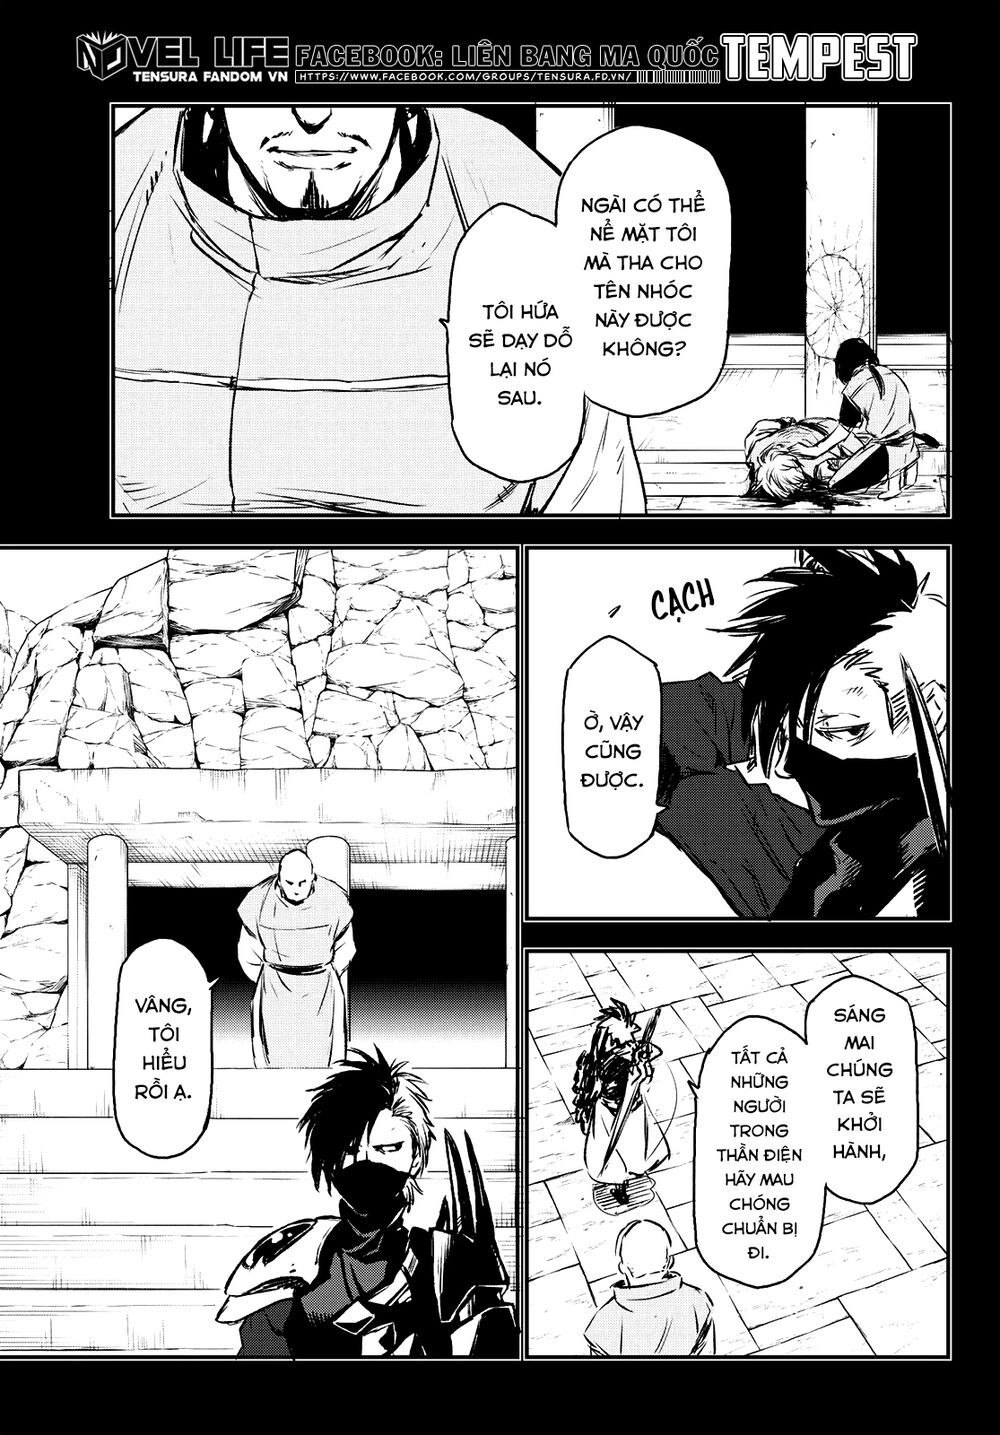 NOVEL LIFE
TENSURA FANDOM VN
FACEBOOK: LIÊN BANG MA QUỐC
HTTPS://WWW.FACEBOOK.COM/GROUPS/TENSURA.FD.VN/
TEMPEST
NGÀI CÓ THỂ
NỂ MẶT TÔI
MÀ THA CHO
TÊN NHÓC
NÀY ĐƯỢC
KHÔNG?
TÔI HỨA
SẼ DẠY DỖ
LẠI NÓ
SAU.
CẠCH
Ờ, VẬY
CŨNG
ĐƯỢC.
SÁNG
MAI
CHÚNG
TA SẼ
KHỞI
HÀNH,
TẤT CẢ
NHỮNG
NGƯỜI
TRONG
THẦN ĐIỆN
HÃY MAU
CHÓNG
CHUẨN BỊ
ĐI.
VÂNG,
TÔI
HIỂU
RỒI Ạ.